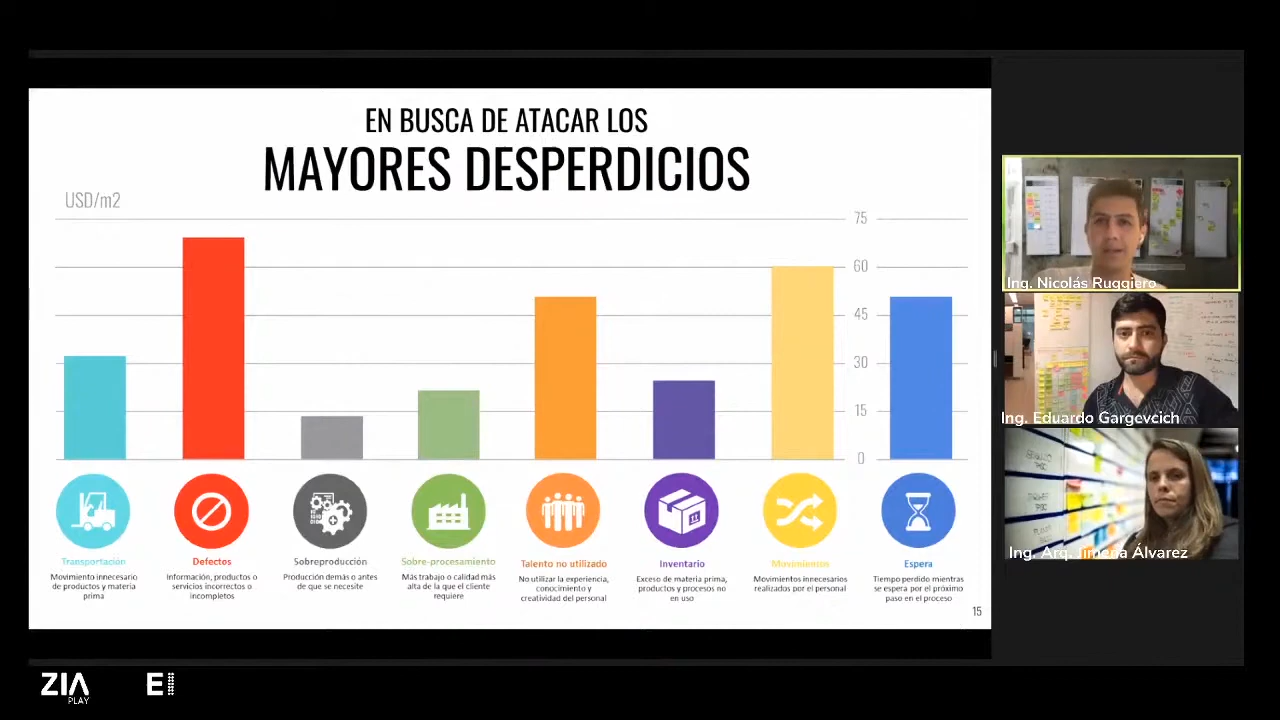 EN BUSCA DE ATACAR LOS
MAYORES DESPERDICIOS
USD/m2
75
60
45
30
15
0
Transportación
Movimiento innecesario
de productos y materia
prima
Defectos
Información, productos o
servicios incorrectos o
incompletos
Sobreproducción
Producción demás o antes
de que se necesite
Sobre-procesamiento
Más trabajo o calidad más
alta de la que el cliente
requiere
Talento no utilizado
No utilizar la experiencia,
conocimiento y
creatividad del personal
Inventario
Exceso de materia prima,
productos y procesos no
en uso
Movimientos
Movimientos innecesarios
realizados por el personal
Espera
Tiempo perdido mientras
se espera por el próximo
paso en el proceso
15
Ing. Nicolás Ruggiero
Ing. Eduardo Gargevcich
Ing. Arq. Jimena Álvarez
ZIA
PLAY